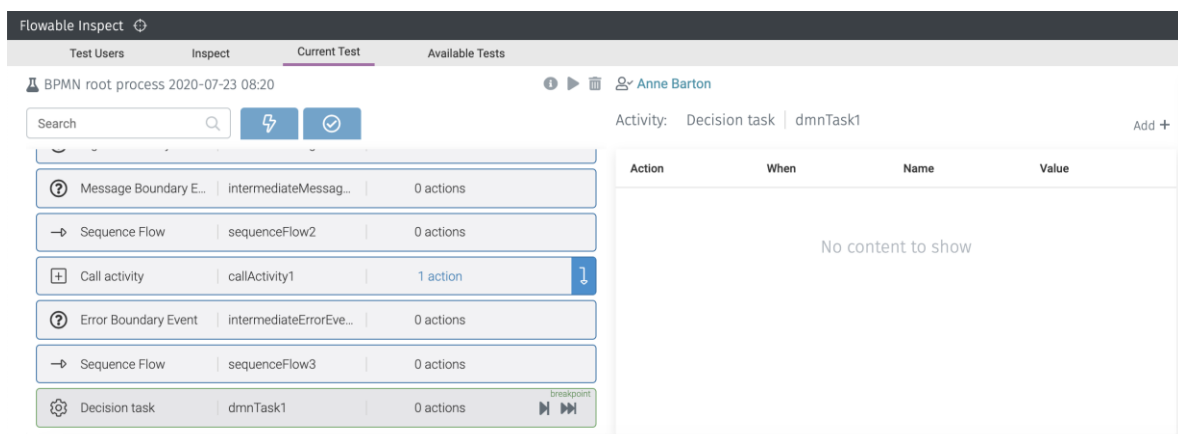 Flowable Inspect
Test Users Inspect Current Test Available Tests
BPMN root process 2020-07-23 08:20
Anne Barton
Search
Activity: Decision task dmnTask1
Add +
Action When Name Value
Message Boundary E... intermediateMessag... 0 actions
Sequence Flow sequenceFlow2 0 actions
No content to show
Call activity callActivity1 1 action
Error Boundary Event intermediateErrorEve... 0 actions
Sequence Flow sequenceFlow3 0 actions
breakpoint
Decision task dmnTask1 0 actions